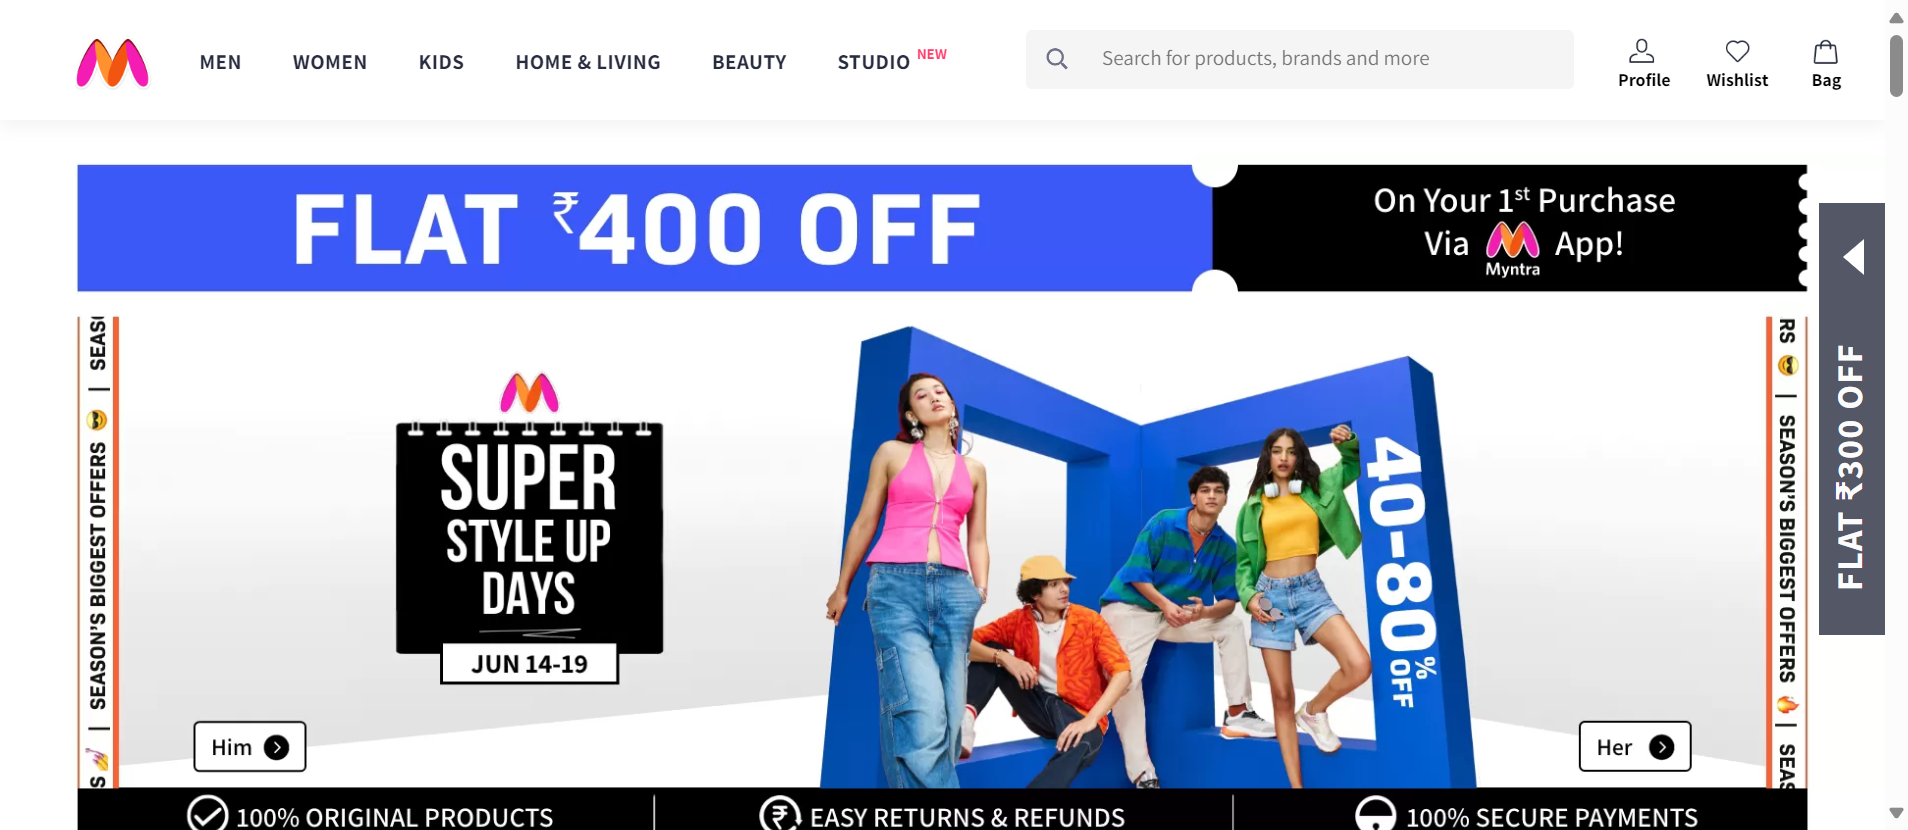 MEN
WOMEN
KIDS
HOME & LIVING
BEAUTY
STUDIO NEW
Search for products, brands and more
Profile
Wishlist
Bag
FLAT ₹400 OFF
On Your 1st Purchase
Via Myntra App!
FLAT ₹300 OFF
SEASON'S BIGGEST OFFERS | SEAS
S |
SUPER
STYLE UP
DAYS
JUN 14-19
40-80% OFF
RS | SEASON'S BIGGEST OFFERS | SEAS
Him
Her
100% ORIGINAL PRODUCTS
EASY RETURNS & REFUNDS
100% SECURE PAYMENTS